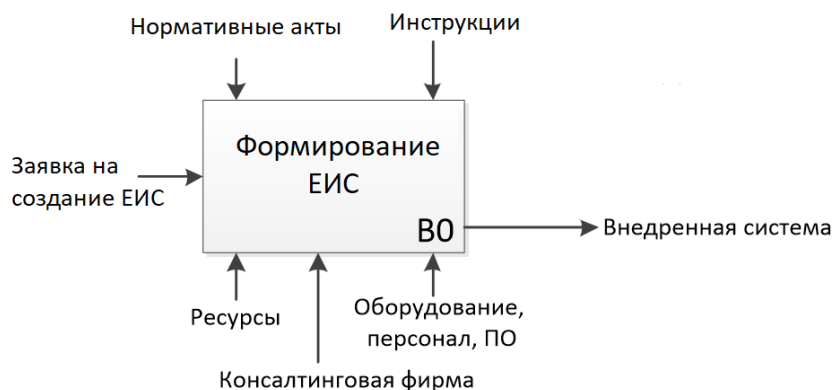 Нормативные акты
Инструкции
Формирование
ЕИС
Заявка на
создание ЕИС
B0
Внедренная система
Ресурсы
Оборудование,
персонал, ПО
Консалтинговая фирма